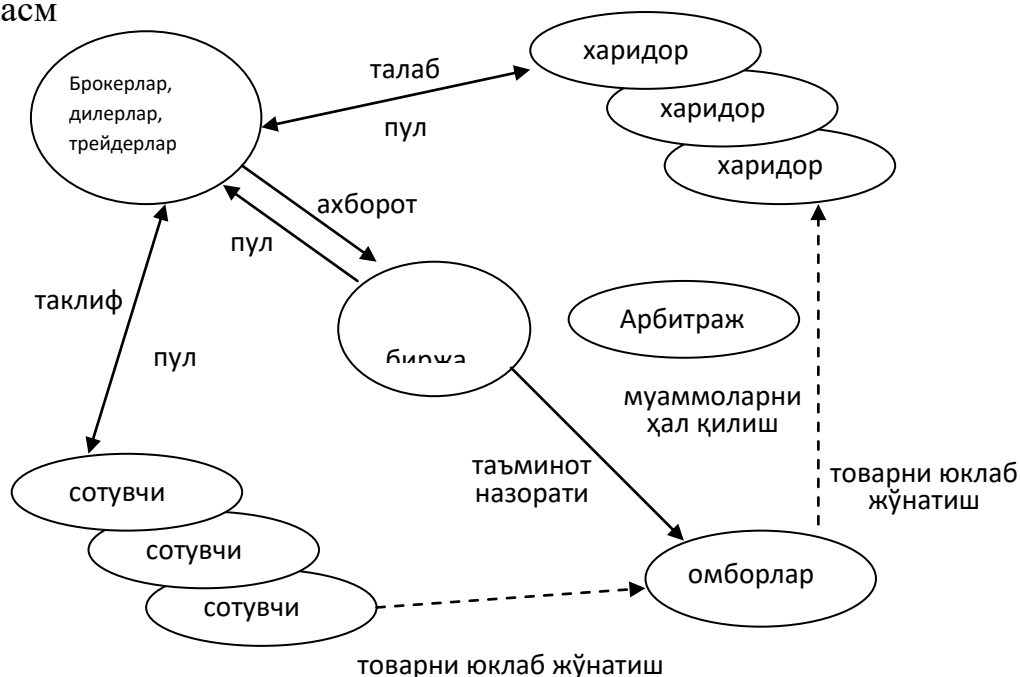 асм
Брокерлар,
дилерлар,
трейдерлар
талаб
пул
харидор
харидор
харидор
ахборот
пул
таклиф
пул
биржа
Арбитраж
муаммоларни
ҳал қилиш
таъминот
назорати
товарни юклаб
жўнатиш
сотувчи
сотувчи
сотувчи
омборлар
товарни юклаб жўнатиш